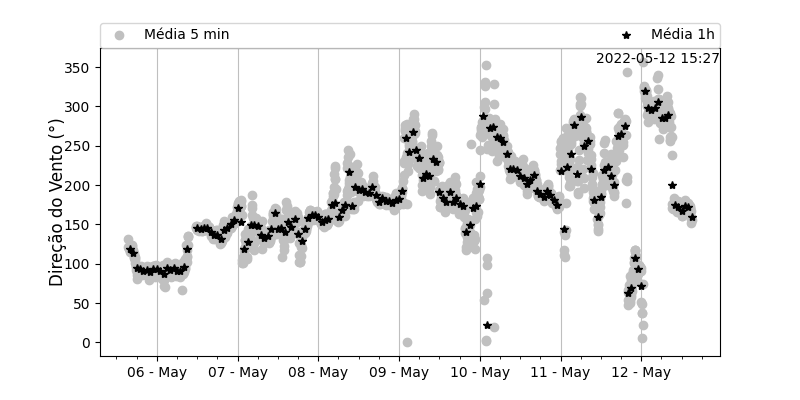 Média 5 min
Média 1h
2022-05-12 15:27
Direção do Vento (°)
350
300
250
200
150
100
50
0
06 - May
07 - May
08 - May
09 - May
10 - May
11 - May
12 - May